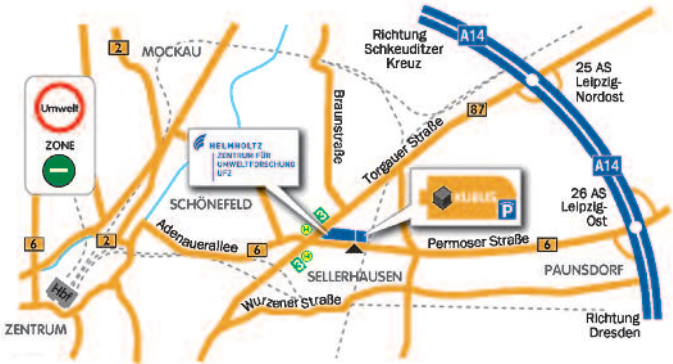 2
MOCKAU
Richtung
Schkeuditzer
Kreuz
A14
25 AS
Leipzig-
Nordost
Umwelt
ZONE
Braunstraße
87
Torgauer Straße
HELMHOLTZ
ZENTRUM FÜR
UMWELTFORSCHUNG
UFZ
A14
KUBUS
P
26 AS
Leipzig-
Ost
SCHÖNEFELD
3
H
6
2
Adenauerallee
6
Permoser Straße
6
H
3
SELLERHAUSEN
PAUNSDORF
Hbf
Wurzener Straße
ZENTRUM
Richtung
Dresden